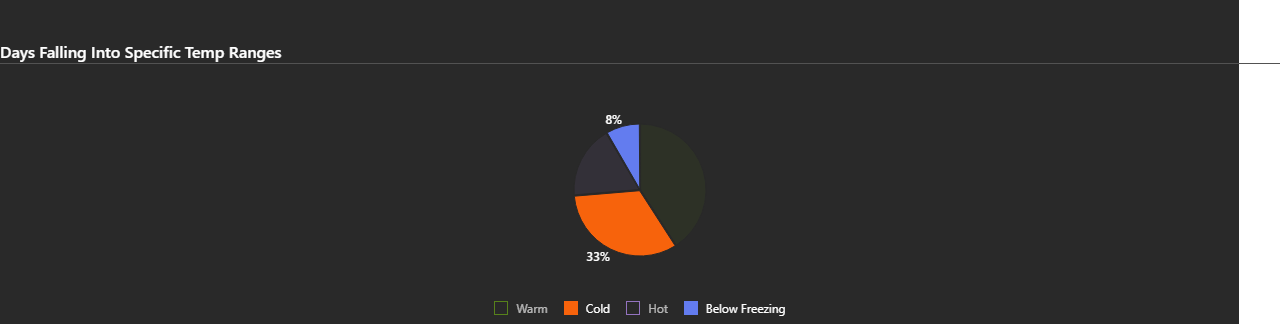 Days Falling Into Specific Temp Ranges
8%
33%
Warm Cold Hot Below Freezing